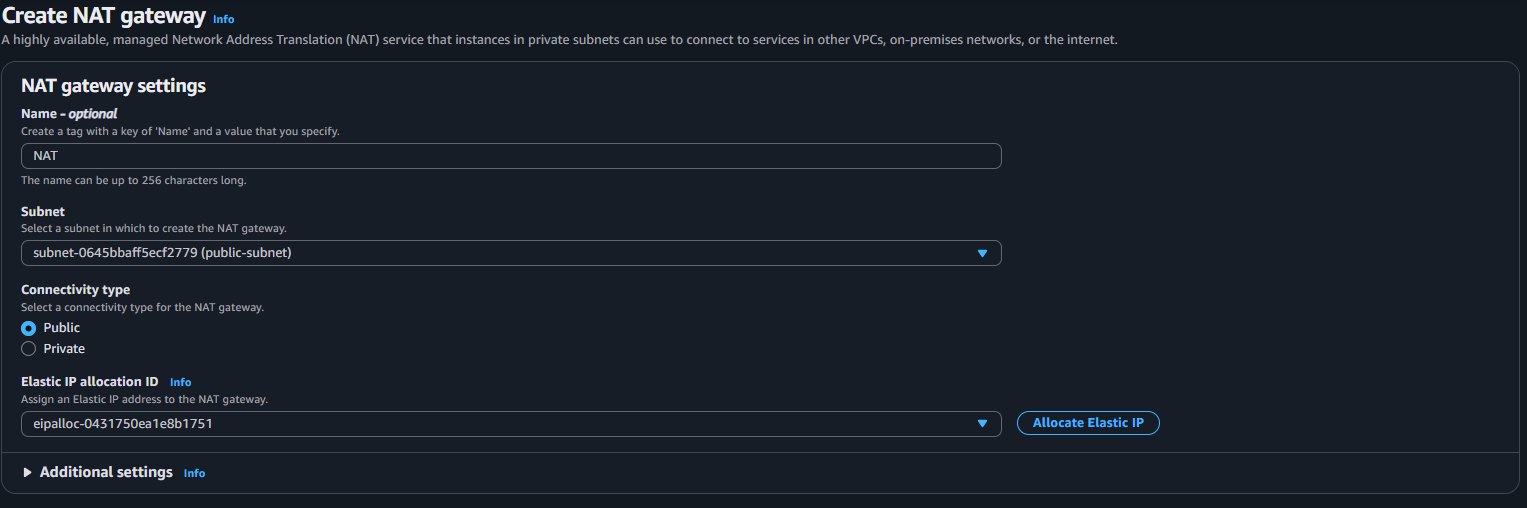 Create NAT gateway Info
A highly available, managed Network Address Translation (NAT) service that instances in private subnets can use to connect to services in other VPCs, on-premises networks, or the internet.
NAT gateway settings
Name - optional
Create a tag with a key of 'Name' and a value that you specify.
NAT
The name can be up to 256 characters long.
Subnet
Select a subnet in which to create the NAT gateway.
subnet-0645bbaff5ecf2779 (public-subnet)
Connectivity type
Select a connectivity type for the NAT gateway.
Public
Private
Elastic IP allocation ID Info
Assign an Elastic IP address to the NAT gateway.
eipalloc-0431750ea1e8b1751 Allocate Elastic IP
Additional settings Info